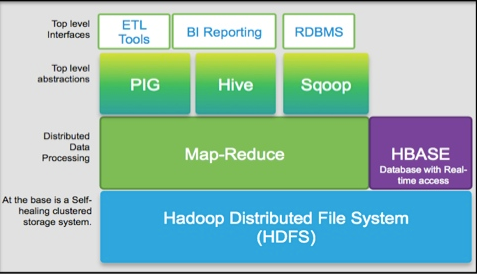 Top level
Interfaces
ETL
Tools
BI Reporting
RDBMS
Top level
abstractions
PIG
Hive
Sqoop
Distributed
Data
Processing
Map-Reduce
HBASE
Database with Real-
time access
At the base is a Self-
healing clustered
storage system.
Hadoop Distributed File System
(HDFS)